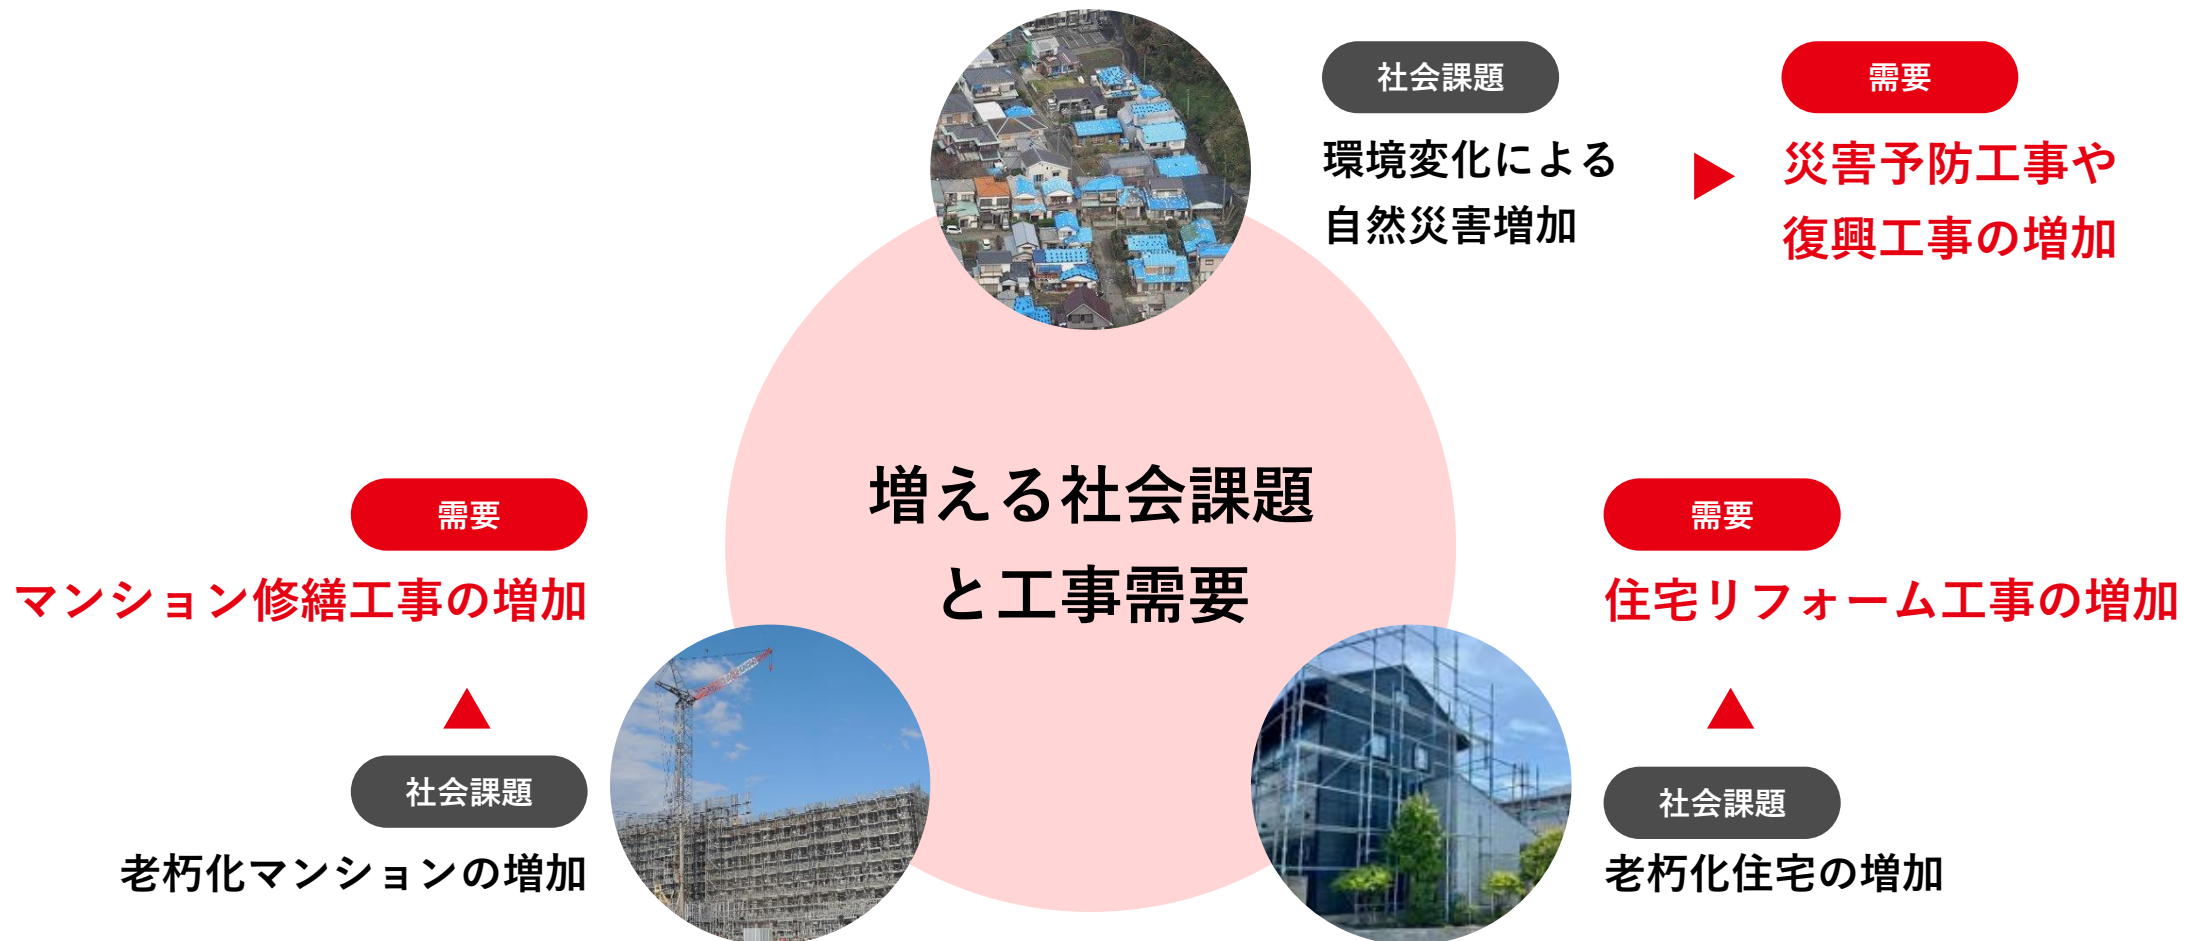 社会課題
環境変化による
自然災害増加
需要
災害予防工事や
復興工事の増加
増える社会課題
と工事需要
需要
マンション修繕工事の増加
社会課題
老朽化マンションの増加
需要
住宅リフォーム工事の増加
社会課題
老朽化住宅の増加